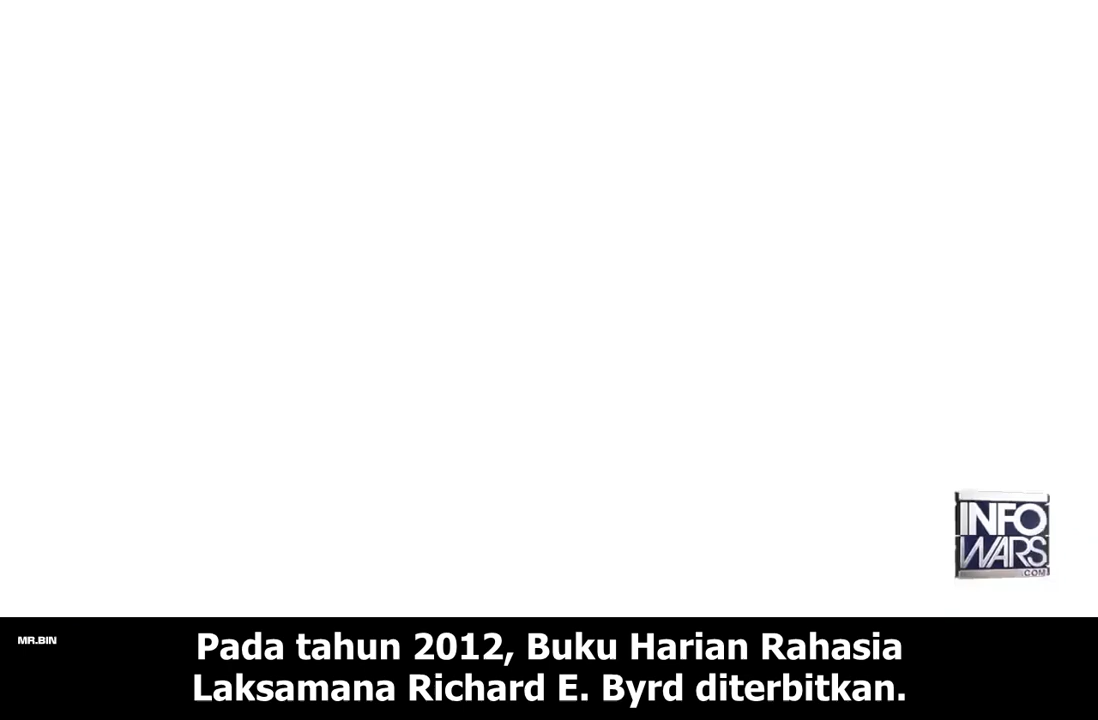 INFO
WARS
.COM
MR.BIN
Pada tahun 2012, Buku Harian Rahasia
Laksamana Richard E. Byrd diterbitkan.